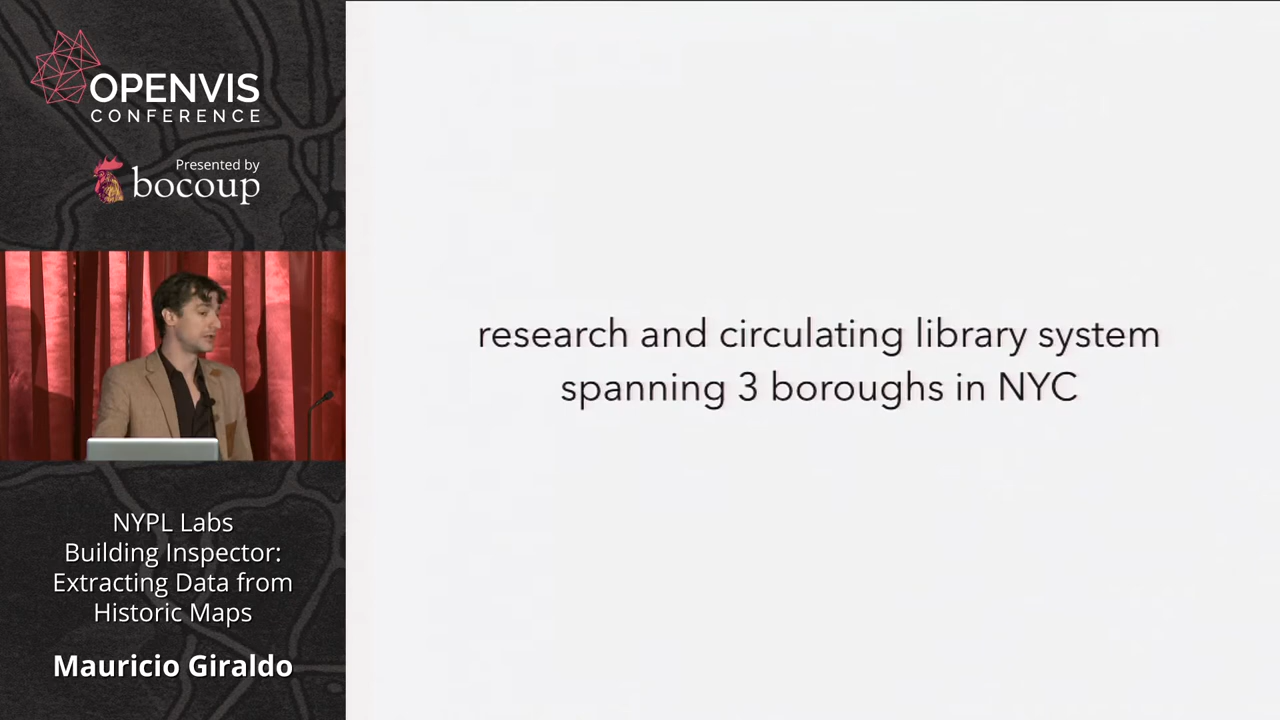 OPENVIS
CONFERENCE
Presented by
bocoup
NYPL Labs
Building Inspector:
Extracting Data from
Historic Maps
Mauricio Giraldo
research and circulating library system
spanning 3 boroughs in NYC